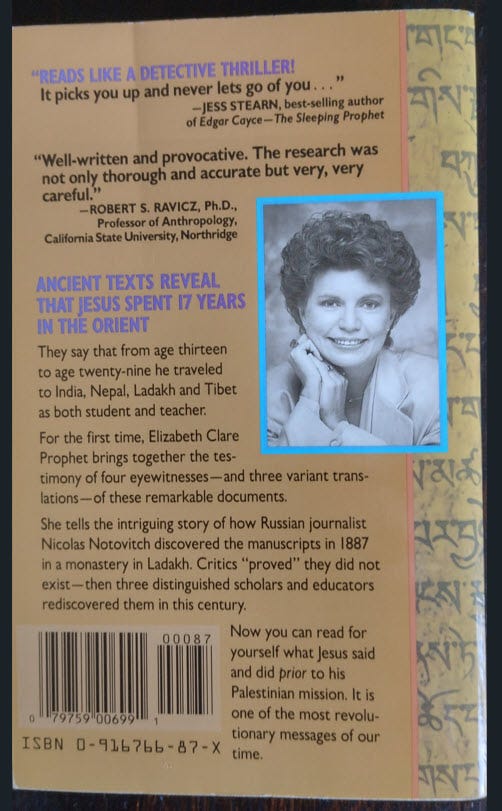 “READS LIKE A DETECTIVE THRILLER!
It picks you up and never lets go of you . . .”
—JESS STEARN, best-selling author
of Edgar Cayce—The Sleeping Prophet
“Well-written and provocative. The research was
not only thorough and accurate but very, very
careful.”
—ROBERT S. RAVICZ, Ph.D.,
Professor of Anthropology,
California State University, Northridge
ANCIENT TEXTS REVEAL
THAT JESUS SPENT 17 YEARS
IN THE ORIENT
They say that from age thirteen
to age twenty-nine he traveled
to India, Nepal, Ladakh and Tibet
as both student and teacher.
For the first time, Elizabeth Clare
Prophet brings together the tes-
timony of four eyewitnesses—and three variant trans-
lations—of these remarkable documents.
She tells the intriguing story of how Russian journalist
Nicolas Notovitch discovered the manuscripts in 1887
in a monastery in Ladakh. Critics “proved” they did not
exist—then three distinguished scholars and educators
rediscovered them in this century.
Now you can read for
yourself what Jesus said
and did prior to his
Palestinian mission. It is
one of the most revolu-
tionary messages of our
time.
00087
0 79759 00699 1
ISBN 0-916766-87-X